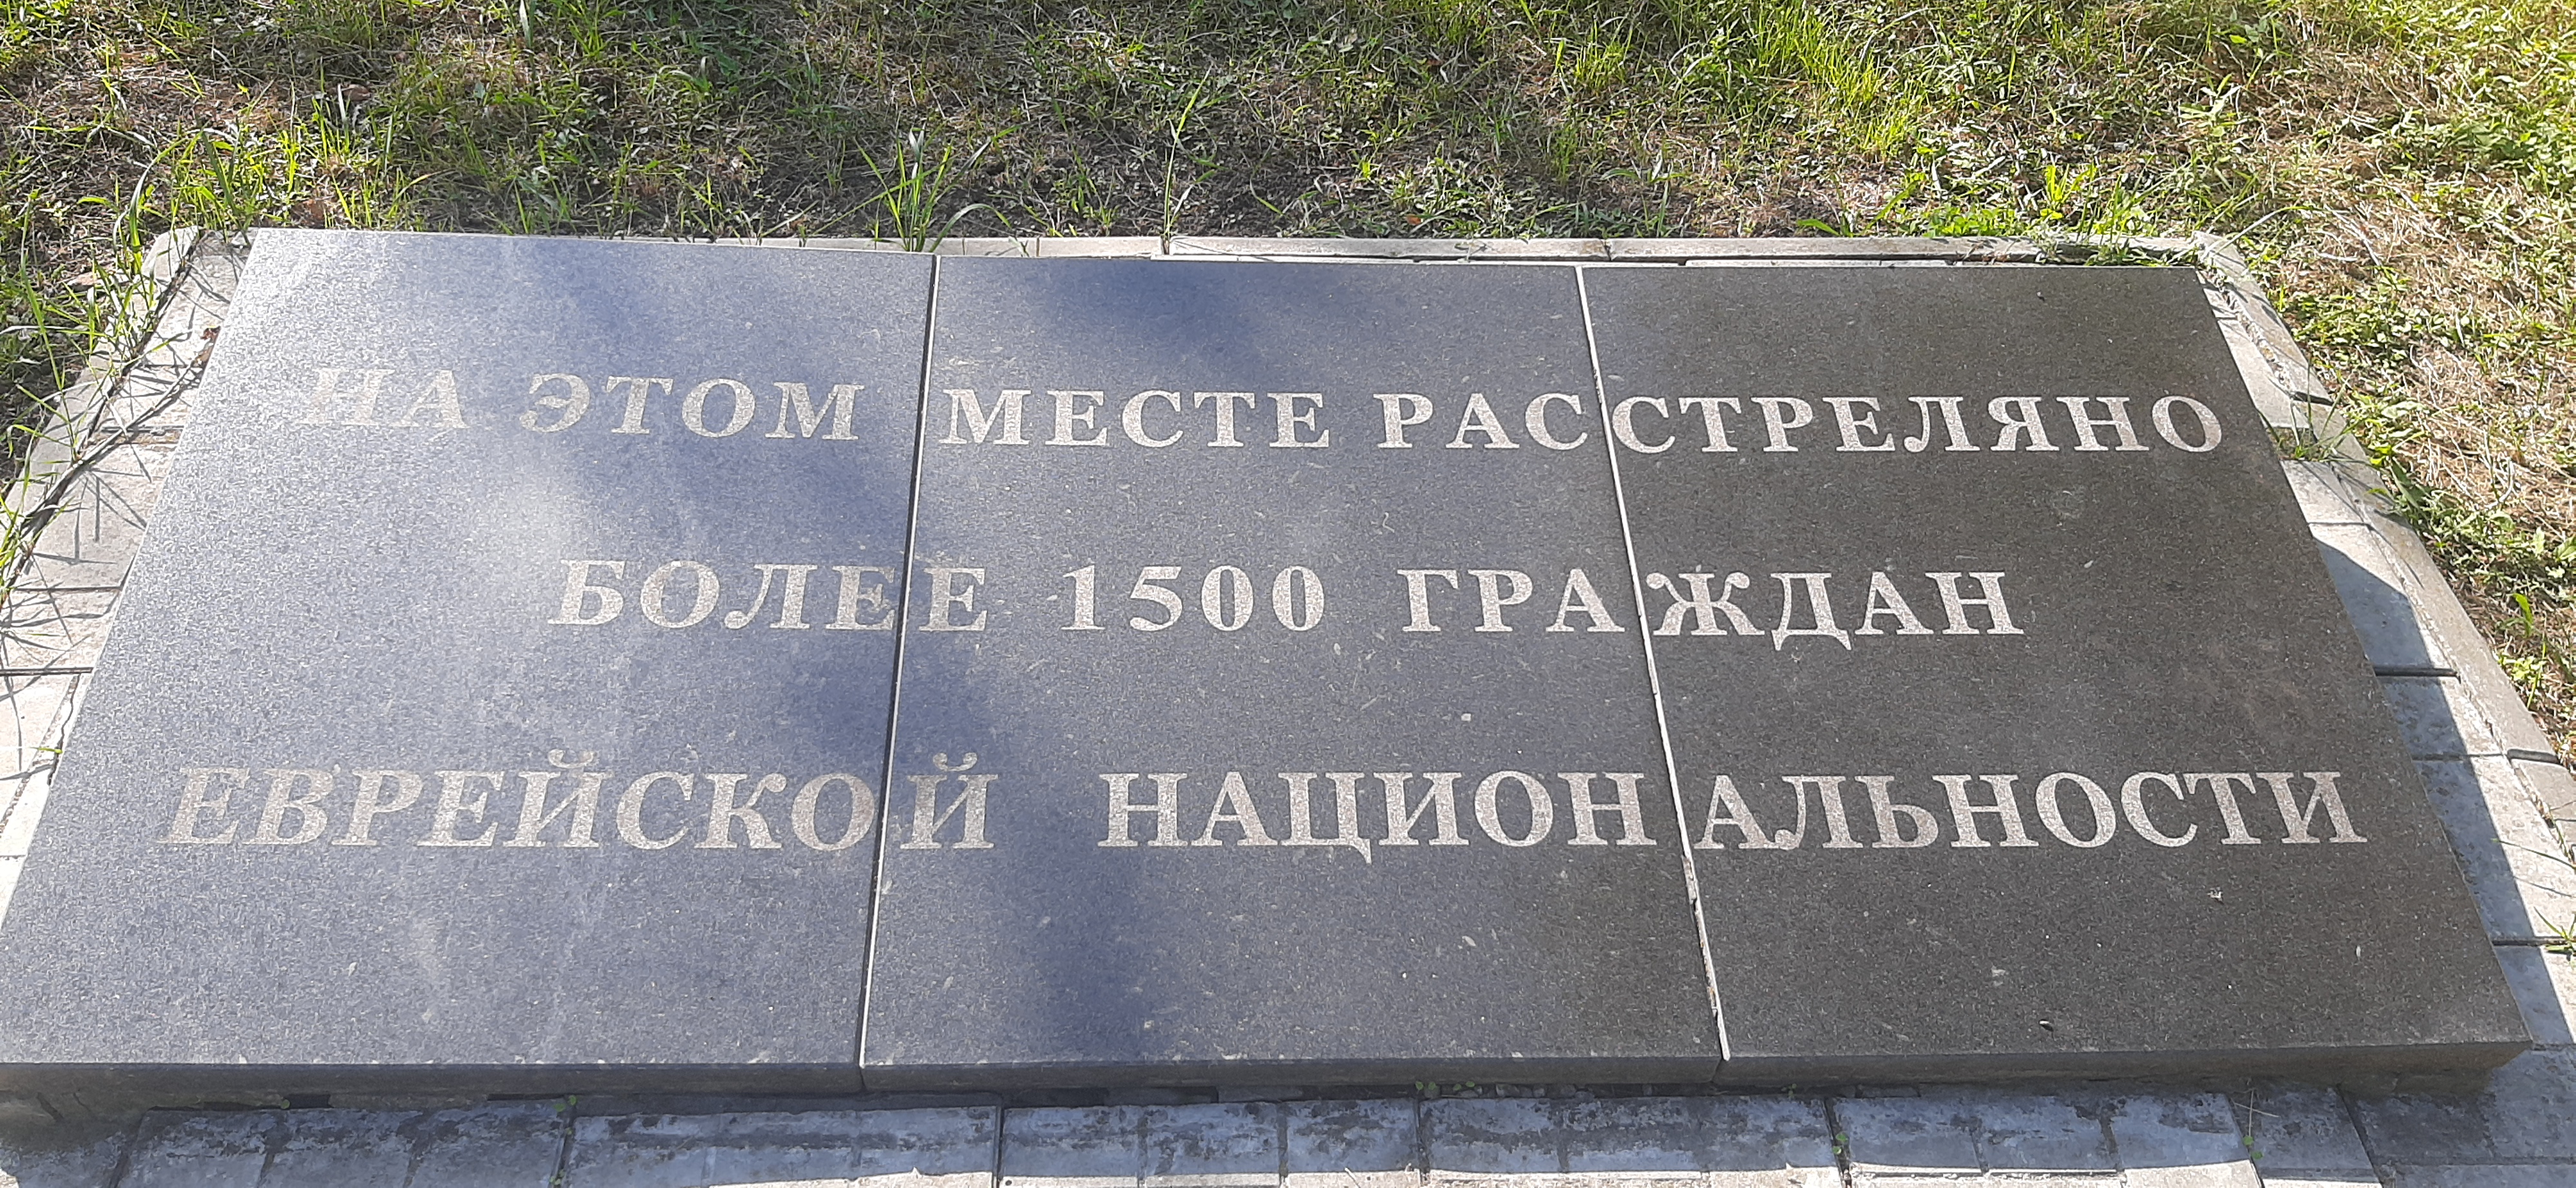 НА ЭТОМ МЕСТЕ РАССТРЕЛЯНО
БОЛЕЕ 1500 ГРАЖДАН
ЕВРЕЙСКОЙ НАЦИОНАЛЬНОСТИ